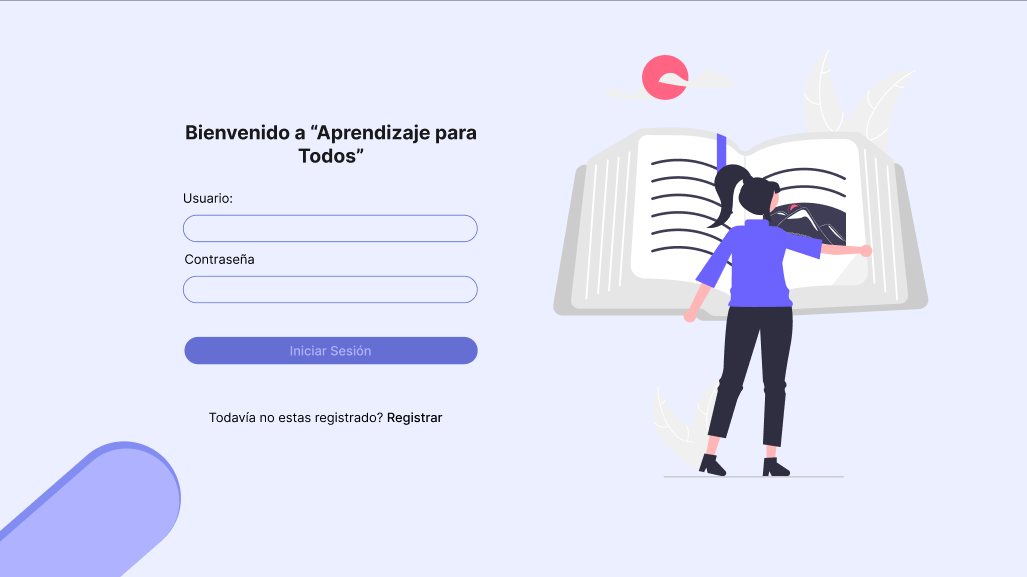 Bienvenido a “Aprendizaje para
Todos”
Usuario:
Contraseña
Iniciar Sesión
Todavía no estas registrado? Registrar